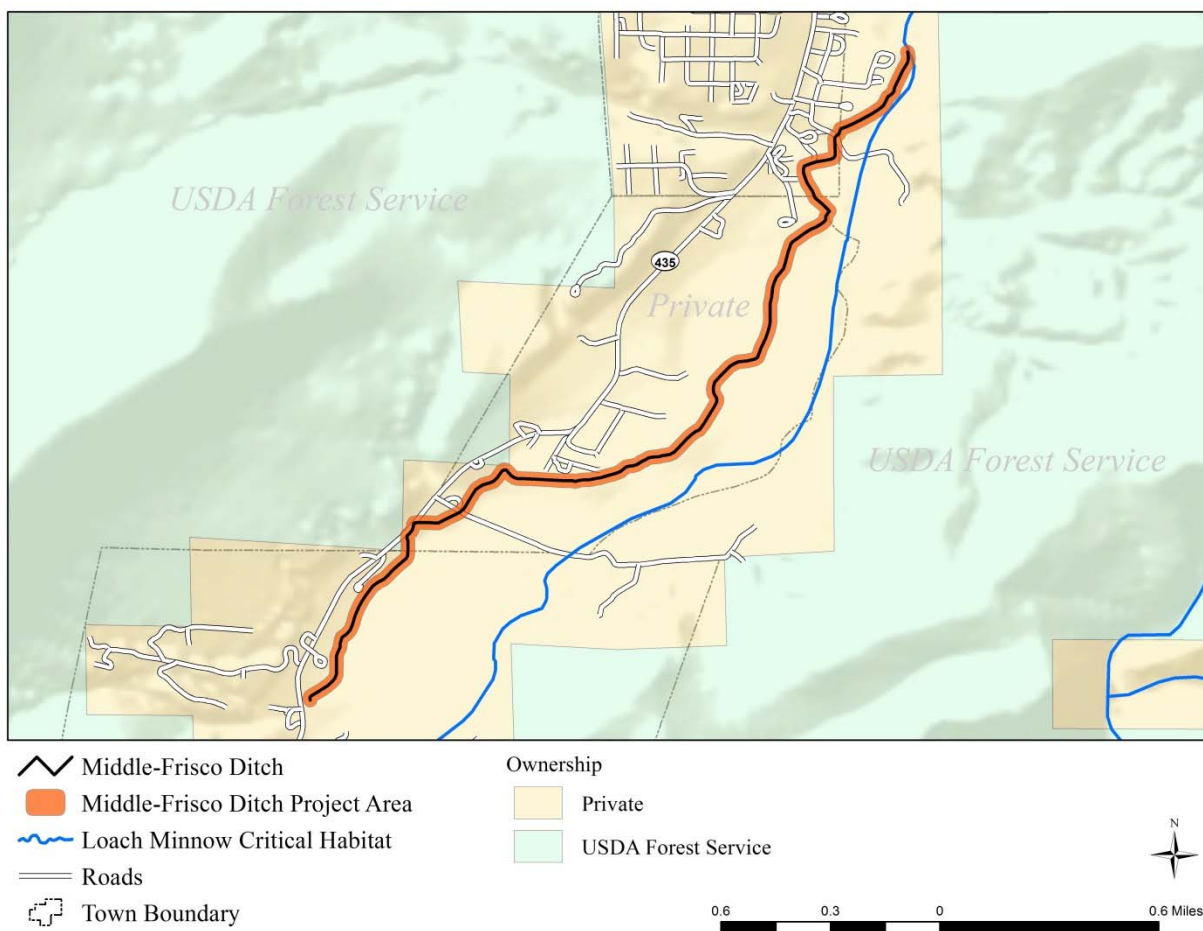 USDA Forest Service
435
Private
USDA Forest Service
Middle-Frisco Ditch
Middle-Frisco Ditch Project Area
Loach Minnow Critical Habitat
Roads
Town Boundary
Ownership
Private
USDA Forest Service
N
0.6 0.3 0 0.6 Miles